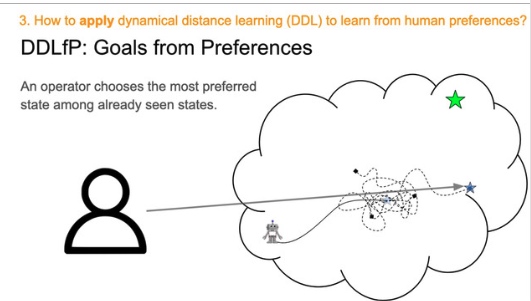 3. How to apply dynamical distance learning (DDL) to learn from human preferences?
DDLfP: Goals from Preferences
An operator chooses the most preferred
state among already seen states.